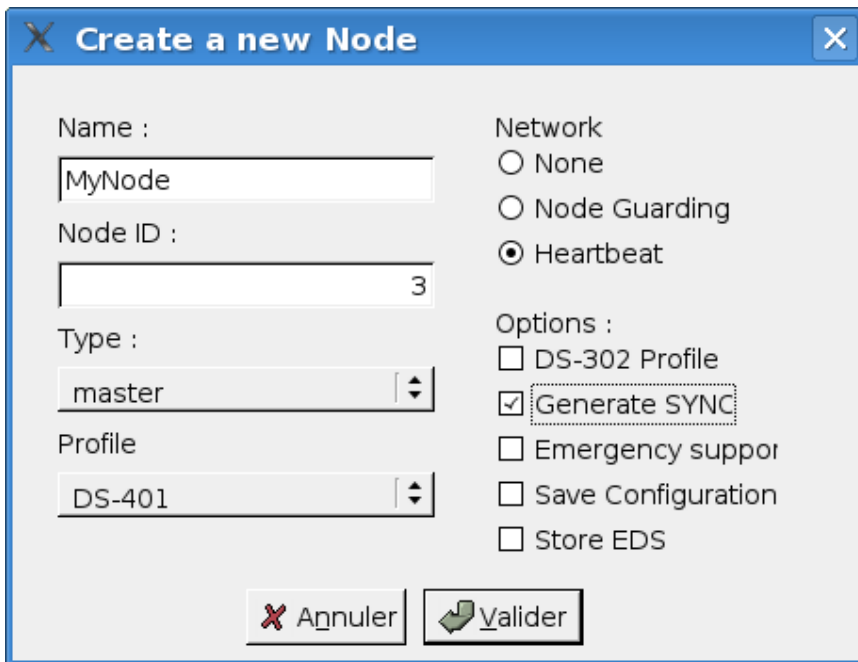 Create a new Node
Name :
MyNode
Node ID :
3
Type :
master
Profile
DS-401
Network
None
Node Guarding
Heartbeat
Options :
DS-302 Profile
Generate SYNC
Emergency suppor
Save Configuration
Store EDS
Annuler
Valider